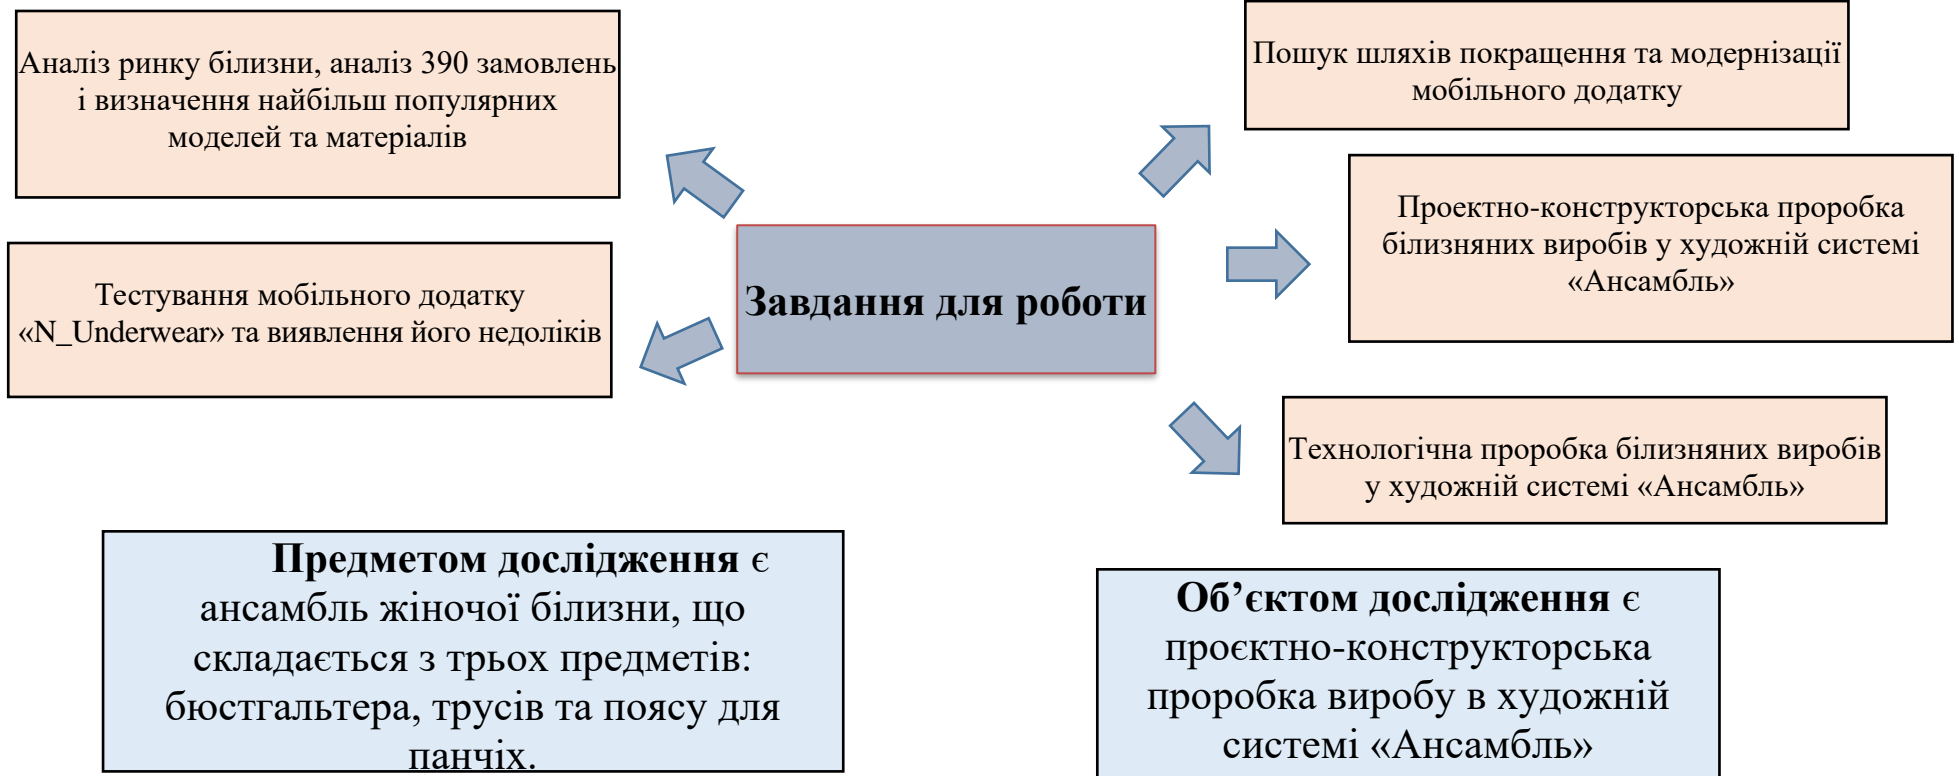 Аналіз ринку білизни, аналіз 390 замовлень
і визначення найбільш популярних
моделей та матеріалів
Тестування мобільного додатку
«N_Underwear» та виявлення його недоліків
Завдання для роботи
Пошук шляхів покращення та модернізації
мобільного додатку
Проектно-конструкторська проробка
білизняних виробів у художній системі
«Ансамбль»
Технологічна проробка білизняних виробів
у художній системі «Ансамбль»
Предметом дослідження є
ансамбль жіночої білизни, що
складається з трьох предметів:
бюстгальтера, трусів та поясу для
панчіх.
Об’єктом дослідження є
проєктно-конструкторська
проробка виробу в художній
системі «Ансамбль»